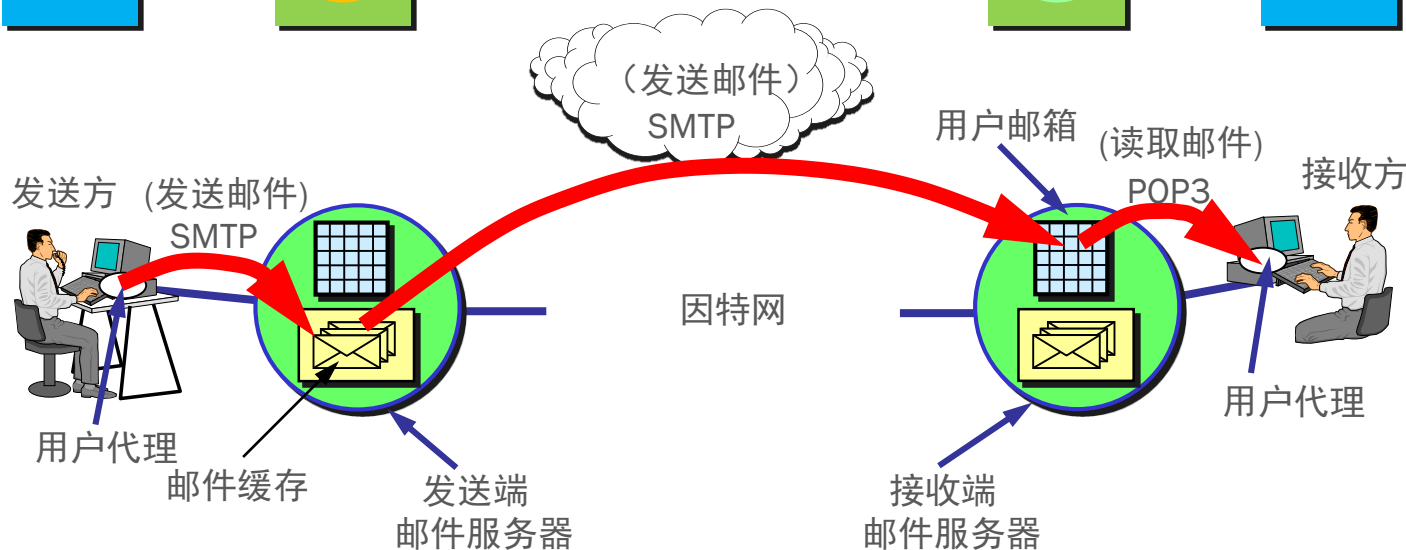 （发送邮件）
SMTP
用户邮箱
(读取邮件)
POP3
接收方
发送方
(发送邮件)
SMTP
因特网
用户代理
用户代理
邮件缓存
发送端
邮件服务器
接收端
邮件服务器